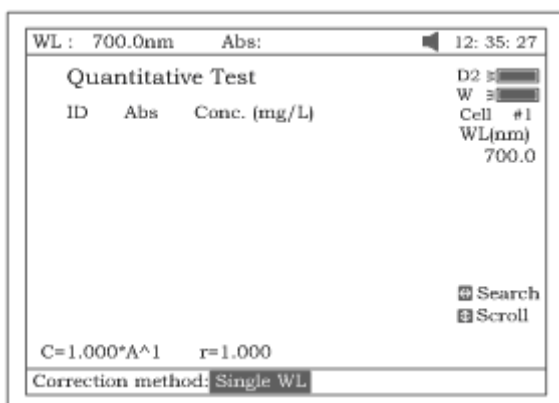 WL : 700.0nm Abs: 12: 35: 27
Quantitative Test
D2
W
ID Abs Conc. (mg/L)
Cell #1
WL(nm)
700.0
Search
Scroll
C=1.000*A^1 r=1.000
Correction method: Single WL